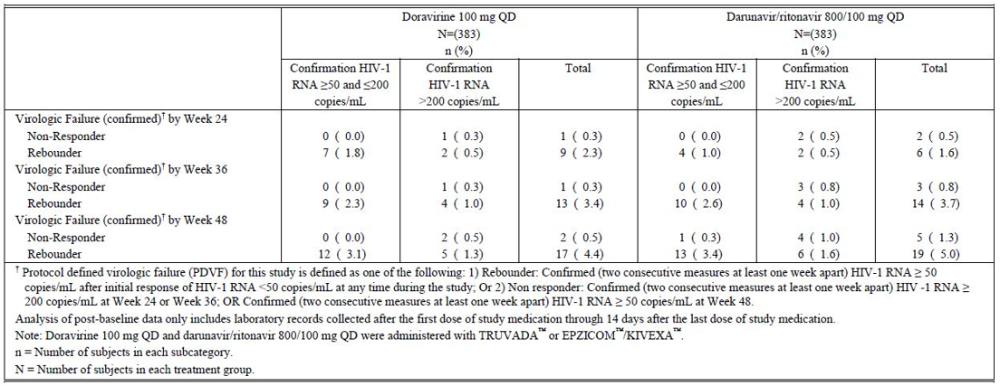 Doravirine 100 mg QD Darunavir/ritonavir 800/100 mg QD
N=(383) N=(383)
n (%) n (%)
Confirmation HIV-1 Confirmation Total Confirmation HIV-1 Confirmation Total
RNA ≥50 and ≤200 HIV-1 RNA RNA ≥50 and ≤200 HIV-1 RNA
copies/mL >200 copies/mL copies/mL >200 copies/mL
Virologic Failure (confirmed)† by Week 24
Non-Responder 0 ( 0.0) 1 ( 0.3) 1 ( 0.3) 0 ( 0.0) 2 ( 0.5) 2 ( 0.5)
Rebounder 7 ( 1.8) 2 ( 0.5) 9 ( 2.3) 4 ( 1.0) 2 ( 0.5) 6 ( 1.6)
Virologic Failure (confirmed)† by Week 36
Non-Responder 0 ( 0.0) 1 ( 0.3) 1 ( 0.3) 0 ( 0.0) 3 ( 0.8) 3 ( 0.8)
Rebounder 9 ( 2.3) 4 ( 1.0) 13 ( 3.4) 10 ( 2.6) 4 ( 1.0) 14 ( 3.7)
Virologic Failure (confirmed)† by Week 48
Non-Responder 0 ( 0.0) 2 ( 0.5) 2 ( 0.5) 1 ( 0.3) 4 ( 1.0) 5 ( 1.3)
Rebounder 12 ( 3.1) 5 ( 1.3) 17 ( 4.4) 13 ( 3.4) 6 ( 1.6) 19 ( 5.0)
† Protocol defined virologic failure (PDVF) for this study is defined as one of the following: 1) Rebounder: Confirmed (two consecutive measures at least one week apart) HIV-1 RNA ≥ 50
copies/mL after initial response of HIV-1 RNA <50 copies/mL at any time during the study; Or 2) Non responder: Confirmed (two consecutive measures at least one week apart) HIV -1 RNA ≥
200 copies/mL at Week 24 or Week 36; OR Confirmed (two consecutive measures at least one week apart) HIV-1 RNA ≥ 50 copies/mL at Week 48.
Analysis of post-baseline data only includes laboratory records collected after the first dose of study medication through 14 days after the last dose of study medication.
Note: Doravirine 100 mg QD and darunavir/ritonavir 800/100 mg QD were administered with TRUVADA™ or EPZICOM™/KIVEXA™.
n = Number of subjects in each subcategory.
N = Number of subjects in each treatment group.